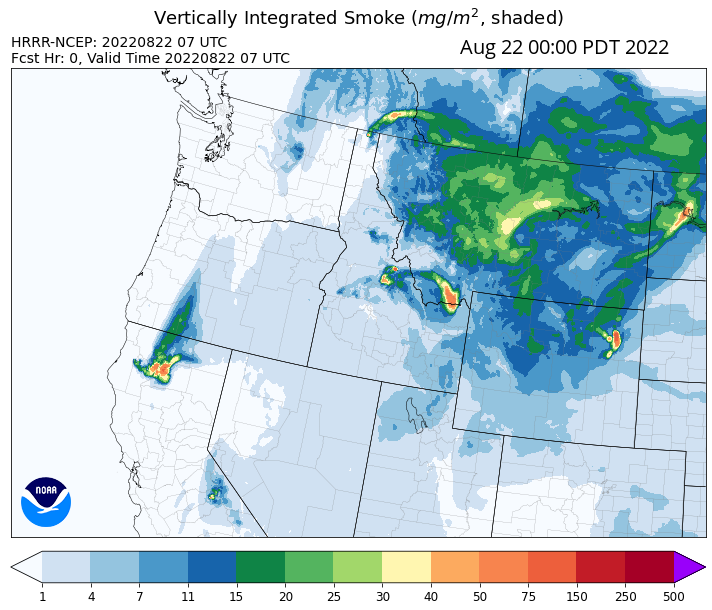 Vertically Integrated Smoke (mg/m², shaded)
HRRR-NCEP: 20220822 07 UTC
Fcst Hr: 0, Valid Time 20220822 07 UTC
Aug 22 00:00 PDT 2022
NOAA
1 4 7 11 15 20 25 30 40 50 75 150 250 500